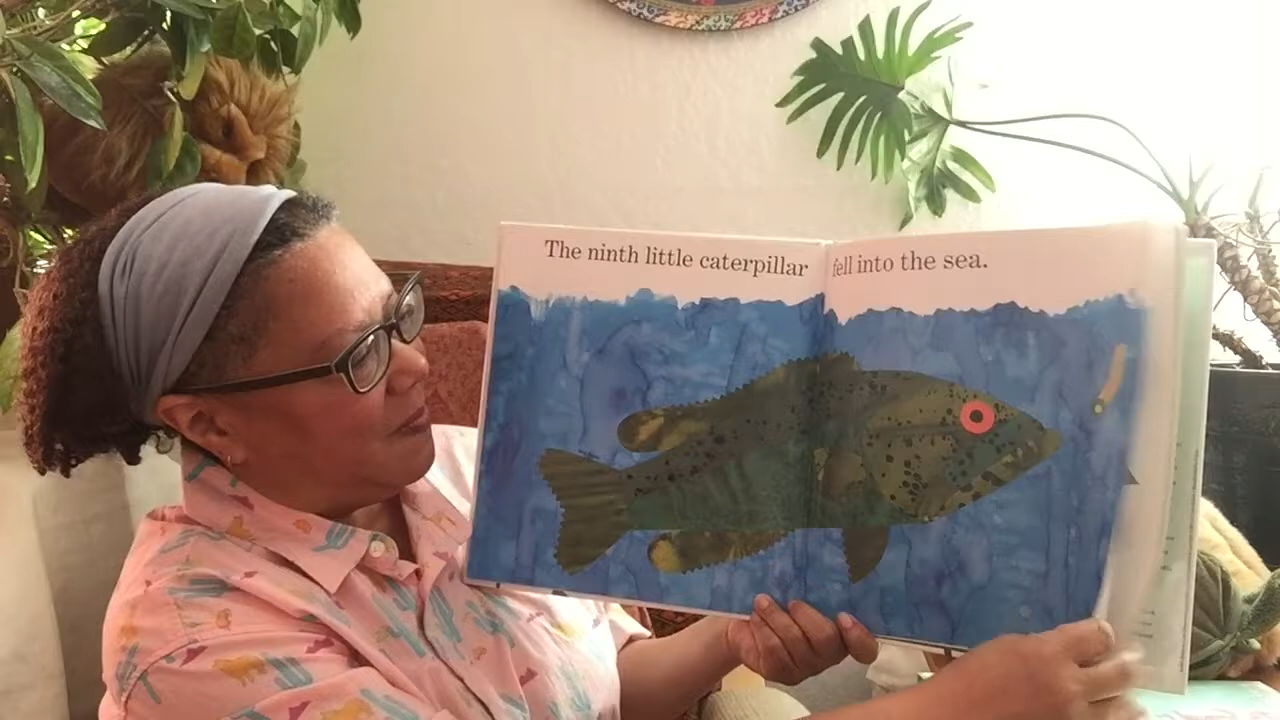 The ninth little caterpillar fell into the sea.